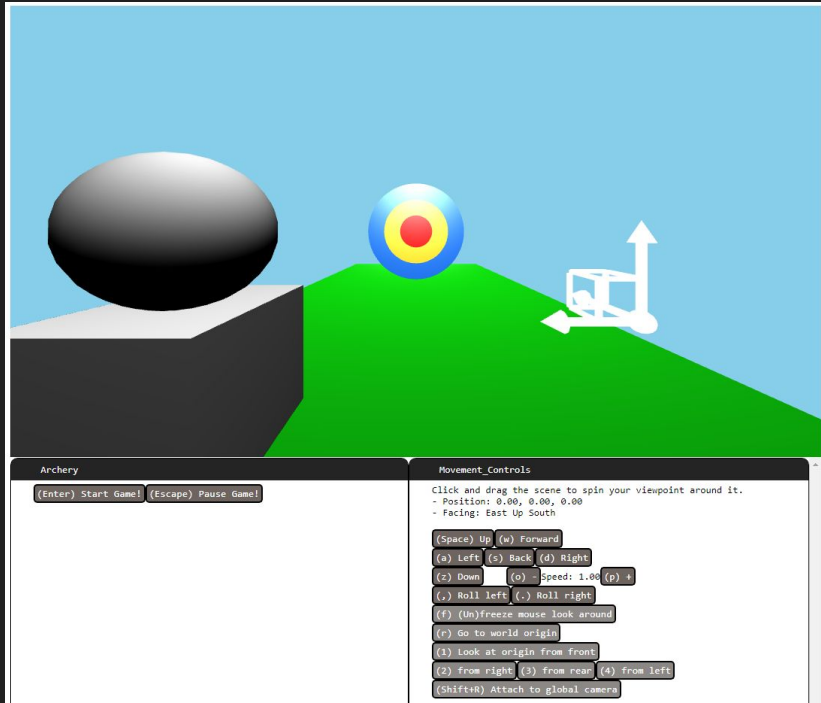 Archery
(Enter) Start Game! (Escape) Pause Game!
Movement_Controls
Click and drag the scene to spin your viewpoint around it.
- Position: 0.00, 0.00, 0.00
- Facing: East Up South
(Space) Up (w) Forward
(a) Left (s) Back (d) Right
(z) Down (o) - Speed: 1.00 (p) +
(,) Roll left (.) Roll right
(f) (Un)freeze mouse look around
(r) Go to world origin
(1) Look at origin from front
(2) from right (3) from rear (4) from left
(Shift+R) Attach to global camera